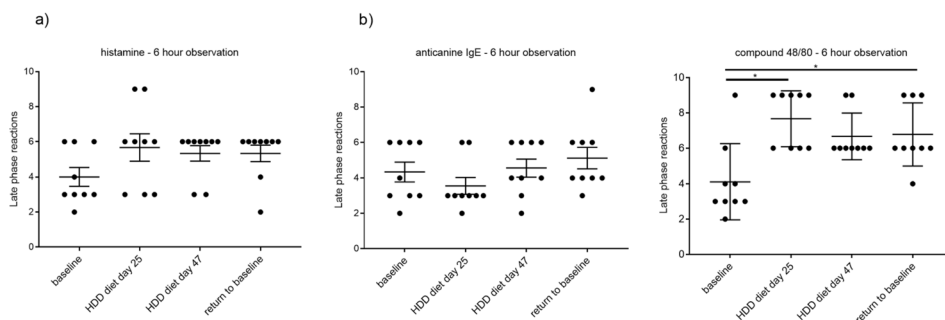 a)
histamine - 6 hour observation
Late phase reactions
10
8
6
4
2
0
baseline
HDD diet day 25
HDD diet day 47
return to baseline
b)
anticanine IgE - 6 hour observation
Late phase reactions
10
8
6
4
2
0
baseline
HDD diet day 25
HDD diet day 47
return to baseline
compound 48/80 - 6 hour observation
*
*
Late phase reactions
10
8
6
4
2
0
baseline
HDD diet day 25
HDD diet day 47
return to baseline